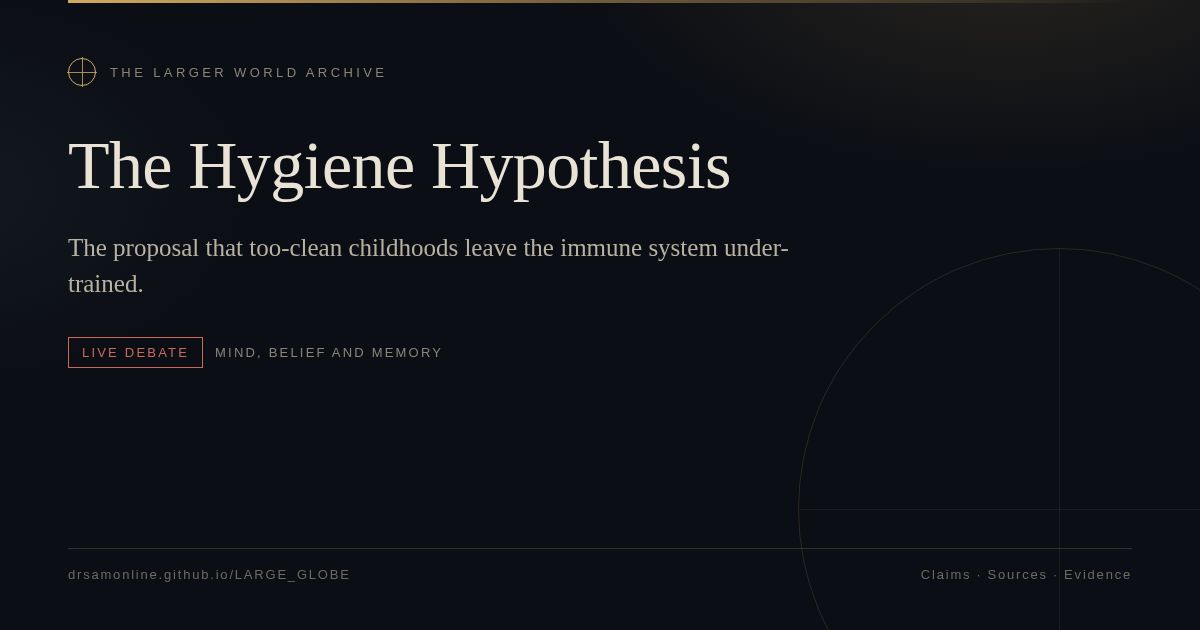 THE LARGER WORLD ARCHIVE
The Hygiene Hypothesis
The proposal that too-clean childhoods leave the immune system under-
trained.
LIVE DEBATE MIND, BELIEF AND MEMORY
drsamonline.github.io/LARGE_GLOBE Claims · Sources · Evidence